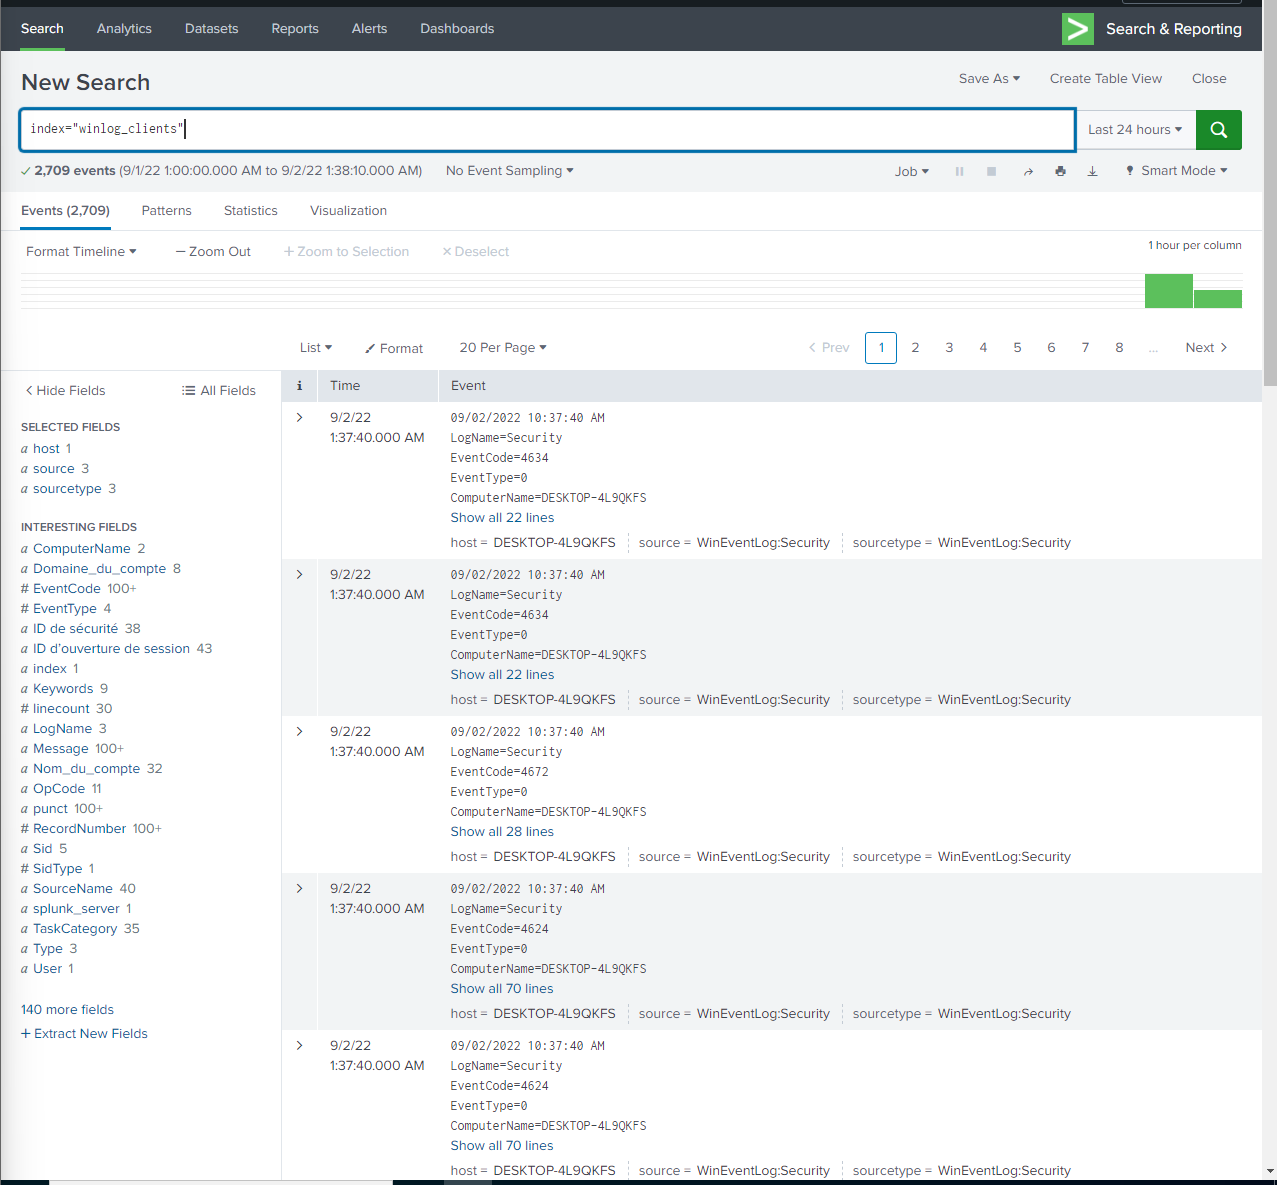 Search Analytics Datasets Reports Alerts Dashboards Search & Reporting
New Search Save As Create Table View Close
index="winlog_clients" Last 24 hours
2,709 events (9/1/22 1:00:00.000 AM to 9/2/22 1:38:10.000 AM) No Event Sampling Job Smart Mode
Events (2,709) Patterns Statistics Visualization
Format Timeline — Zoom Out + Zoom to Selection × Deselect 1 hour per column
List Format 20 Per Page < Prev 1 2 3 4 5 6 7 8 ... Next >
< Hide Fields All Fields
SELECTED FIELDS
a host 1
a source 3
a sourcetype 3
INTERESTING FIELDS
a ComputerName 2
a Domaine_du_compte 8
# EventCode 100+
# EventType 4
a ID de sécurité 38
a ID d'ouverture de session 43
a index 1
a Keywords 9
# linecount 30
a LogName 3
a Message 100+
a Nom_du_compte 32
a OpCode 11
a punct 100+
# RecordNumber 100+
a Sid 5
# SidType 1
a SourceName 40
a splunk_server 1
a TaskCategory 35
a Type 3
a User 1
140 more fields
+ Extract New Fields
i Time Event
> 9/2/22 09/02/2022 10:37:40 AM
1:37:40.000 AM LogName=Security
EventCode=4634
EventType=0
ComputerName=DESKTOP-4L9QKFS
Show all 22 lines
host = DESKTOP-4L9QKFS source = WinEventLog:Security sourcetype = WinEventLog:Security
> 9/2/22 09/02/2022 10:37:40 AM
1:37:40.000 AM LogName=Security
EventCode=4634
EventType=0
ComputerName=DESKTOP-4L9QKFS
Show all 22 lines
host = DESKTOP-4L9QKFS source = WinEventLog:Security sourcetype = WinEventLog:Security
> 9/2/22 09/02/2022 10:37:40 AM
1:37:40.000 AM LogName=Security
EventCode=4672
EventType=0
ComputerName=DESKTOP-4L9QKFS
Show all 28 lines
host = DESKTOP-4L9QKFS source = WinEventLog:Security sourcetype = WinEventLog:Security
> 9/2/22 09/02/2022 10:37:40 AM
1:37:40.000 AM LogName=Security
EventCode=4624
EventType=0
ComputerName=DESKTOP-4L9QKFS
Show all 70 lines
host = DESKTOP-4L9QKFS source = WinEventLog:Security sourcetype = WinEventLog:Security
> 9/2/22 09/02/2022 10:37:40 AM
1:37:40.000 AM LogName=Security
EventCode=4624
EventType=0
ComputerName=DESKTOP-4L9QKFS
Show all 70 lines
host = DESKTOP-4L9QKFS source = WinEventLog:Security sourcetype = WinEventLog:Security